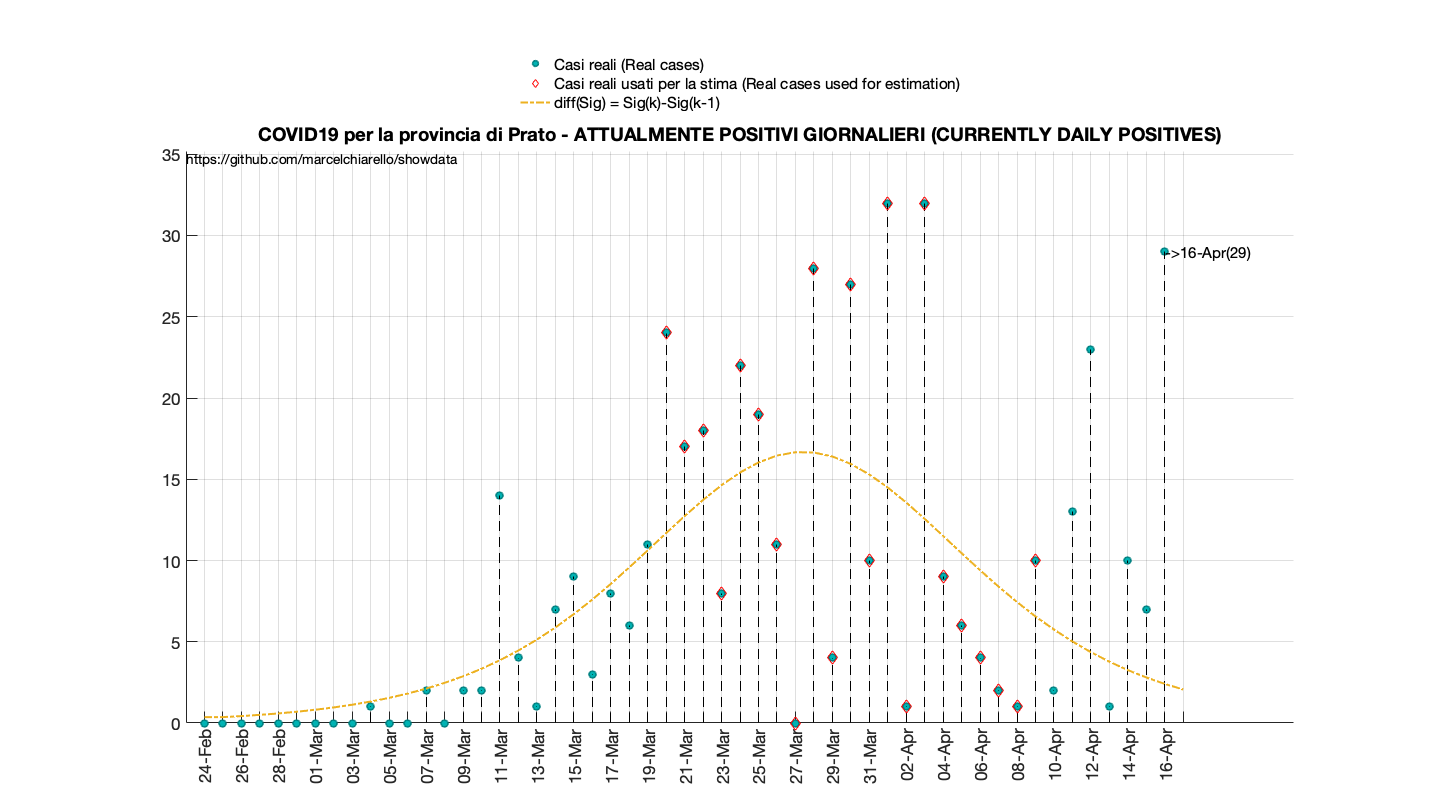 Casi reali (Real cases)
Casi reali usati per la stima (Real cases used for estimation)
diff(Sig) = Sig(k)-Sig(k-1)
COVID19 per la provincia di Prato - ATTUALMENTE POSITIVI GIORNALIERI (CURRENTLY DAILY POSITIVES)
https://github.com/marcelchiarello/showdata
35
30
25
20
15
10
5
0
->16-Apr(29)
24-Feb
26-Feb
28-Feb
01-Mar
03-Mar
05-Mar
07-Mar
09-Mar
11-Mar
13-Mar
15-Mar
17-Mar
19-Mar
21-Mar
23-Mar
25-Mar
27-Mar
29-Mar
31-Mar
02-Apr
04-Apr
06-Apr
08-Apr
10-Apr
12-Apr
14-Apr
16-Apr